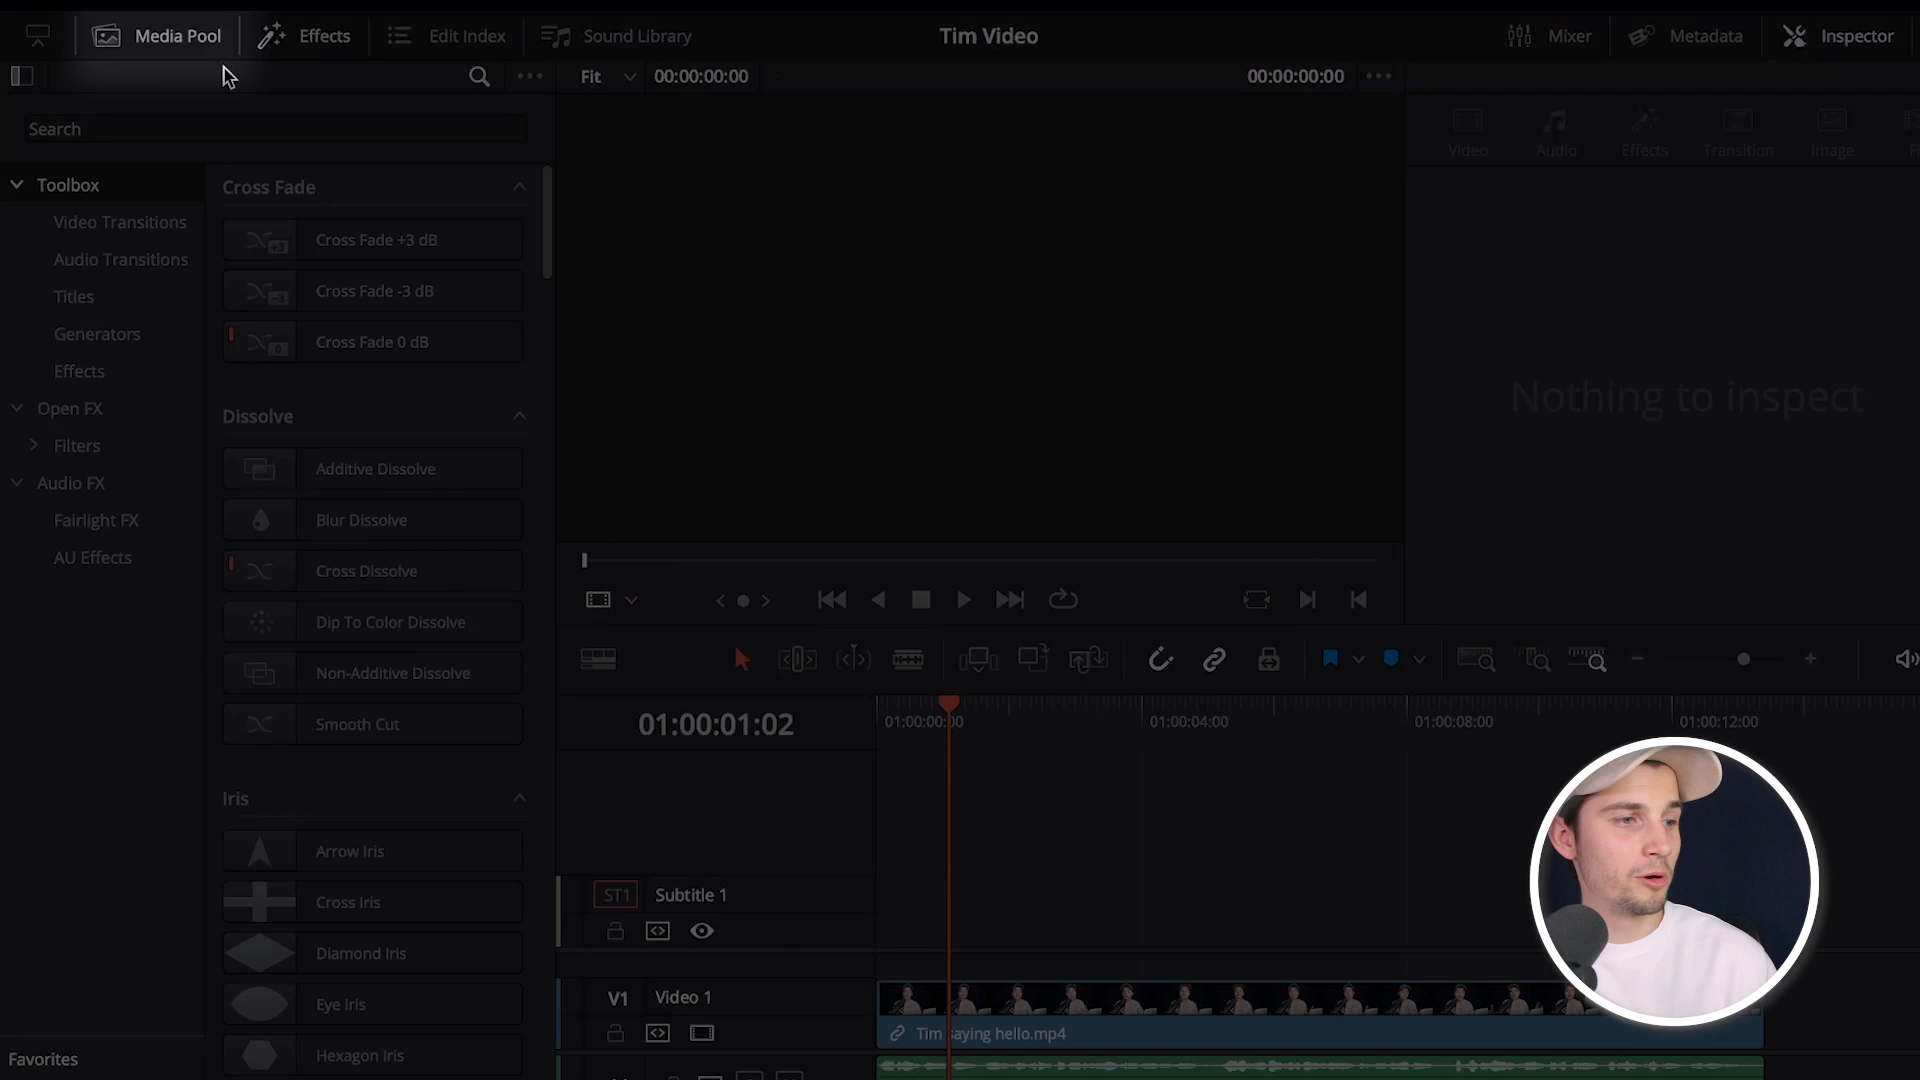 Media Pool
Effects
Edit Index
Sound Library
Tim Video
Mixer
Metadata
Inspector
Fit
00:00:00:00
00:00:00:00
Search
Toolbox
Video Transitions
Audio Transitions
Titles
Generators
Effects
Open FX
Filters
Audio FX
Fairlight FX
AU Effects
Favorites
Cross Fade
+3
Cross Fade +3 dB
-3
Cross Fade -3 dB
0
Cross Fade 0 dB
Dissolve
Additive Dissolve
Blur Dissolve
Cross Dissolve
Dip To Color Dissolve
Non-Additive Dissolve
Smooth Cut
Iris
Arrow Iris
Cross Iris
Diamond Iris
Eye Iris
Hexagon Iris
Video
Audio
Effects
Transition
Image
Nothing to inspect
01:00:01:02
01:00:00:00
01:00:04:00
01:00:08:00
01:00:12:00
ST1
Subtitle 1
V1
Video 1
Tim saying hello.mp4